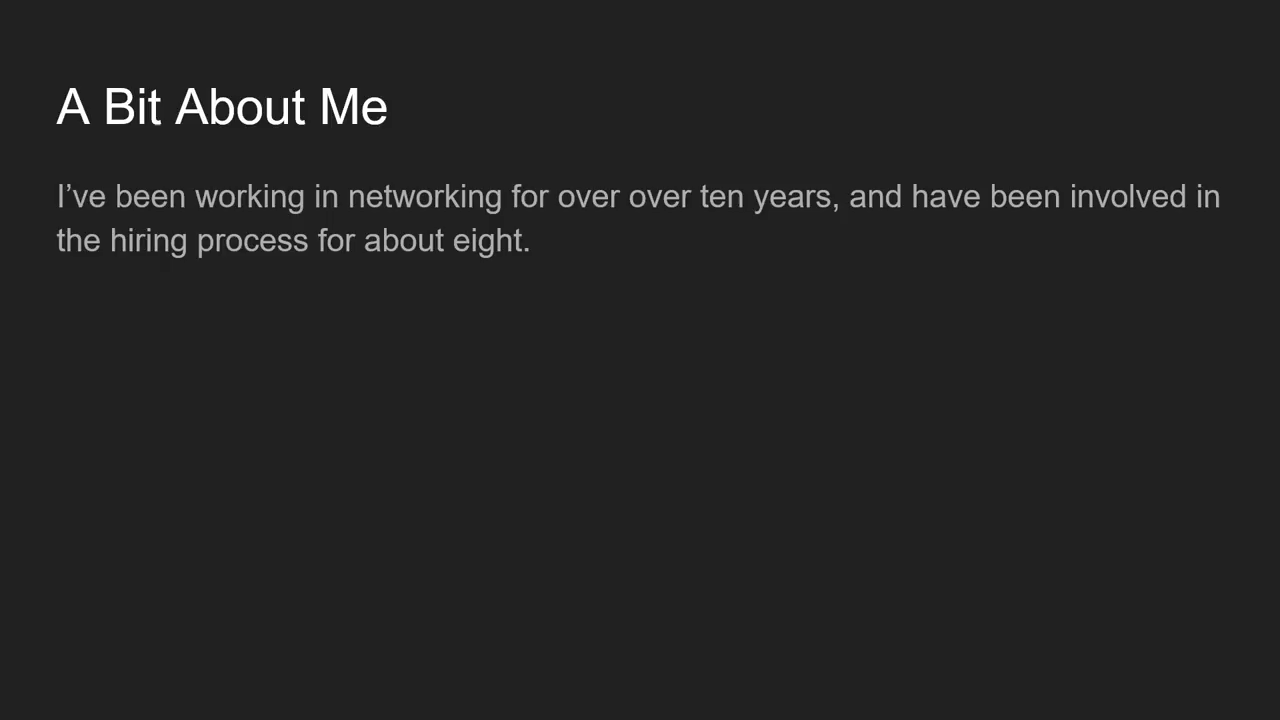 A Bit About Me
I’ve been working in networking for over over ten years, and have been involved in
the hiring process for about eight.